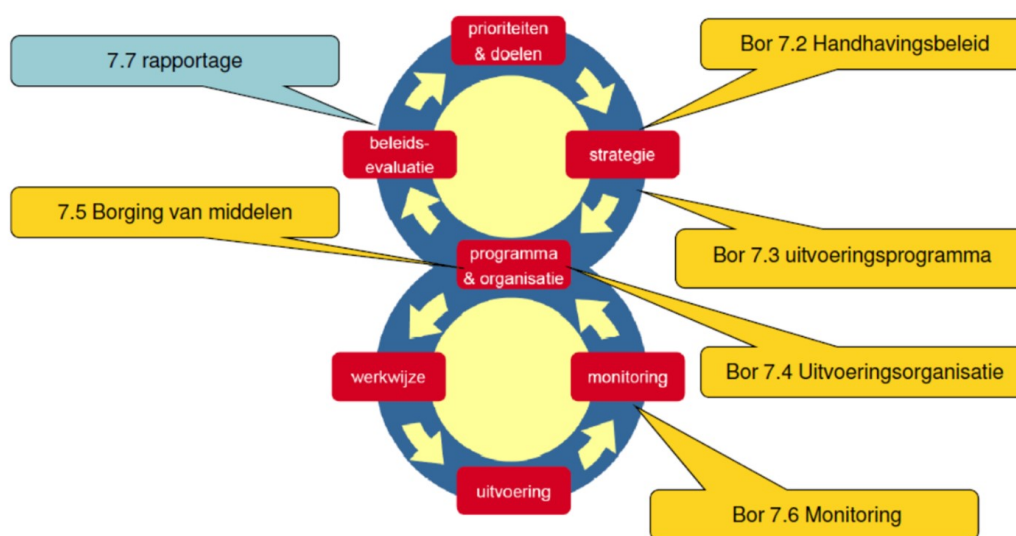 prioriteiten
& doelen
7.7 rapportage
Bor 7.2 Handhavingsbeleid
beleids-
evaluatie
strategie
7.5 Borging van middelen
Bor 7.3 uitvoeringsprogramma
programma
& organisatie
Bor 7.4 Uitvoeringsorganisatie
werkwijze
monitoring
uitvoering
Bor 7.6 Monitoring